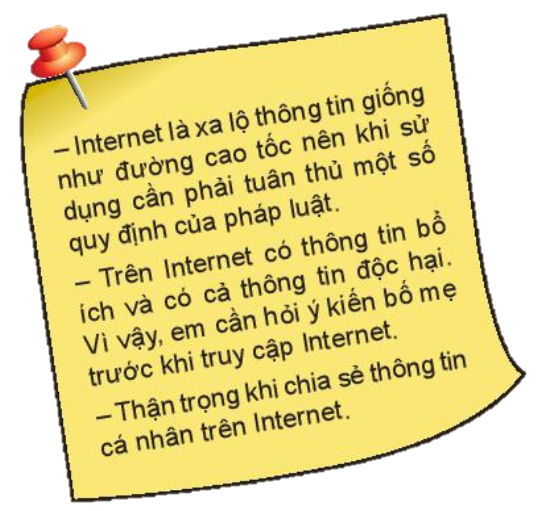 – Internet là xa lộ thông tin giống
như đường cao tốc nên khi sử
dụng cần phải tuân thủ một số
quy định của pháp luật.
– Trên Internet có thông tin bổ
ích và có cả thông tin độc hại.
Vì vậy, em cần hỏi ý kiến bố mẹ
trước khi truy cập Internet.
– Thận trọng khi chia sẻ thông tin
cá nhân trên Internet.